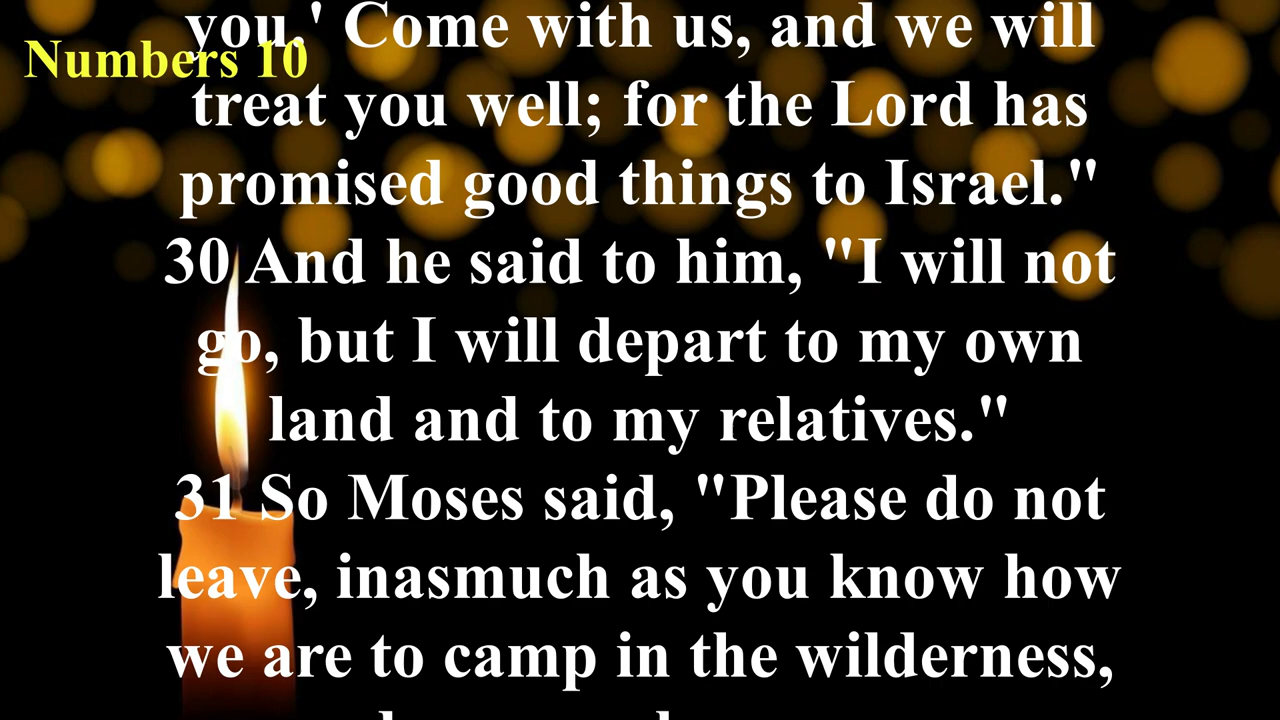 you.' Come with us, and we will
Numbers 10
treat you well; for the Lord has
promised good things to Israel."
30 And he said to him, "I will not
go, but I will depart to my own
land and to my relatives."
31 So Moses said, "Please do not
leave, inasmuch as you know how
we are to camp in the wilderness,